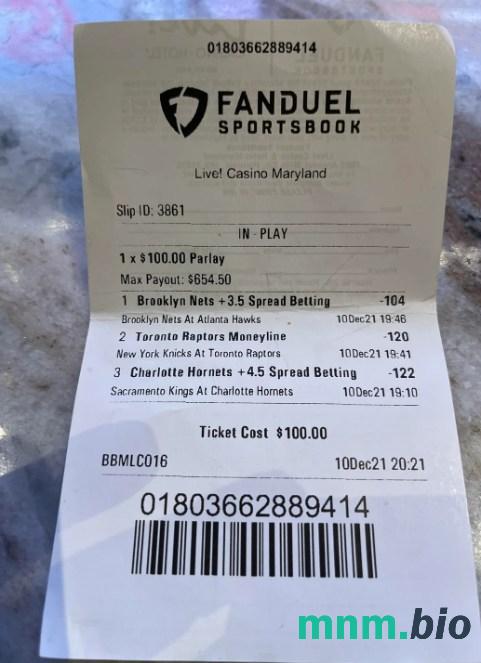 01803662889414
FANDUEL
SPORTSBOOK
Live! Casino Maryland
Slip ID: 3861
IN-PLAY
1 x $100.00 Parlay
Max Payout: $654.50
1 Brooklyn Nets +3.5 Spread Betting -104
Brooklyn Nets At Atlanta Hawks 10Dec21 19:46
2 Toronto Raptors Moneyline -120
New York Knicks At Toronto Raptors 10Dec21 19:41
3 Charlotte Hornets +4.5 Spread Betting -122
Sacramento Kings At Charlotte Hornets 10Dec21 19:10
Ticket Cost $100.00
BBMLC016 10Dec21 20:21
01803662889414
mnm.bio